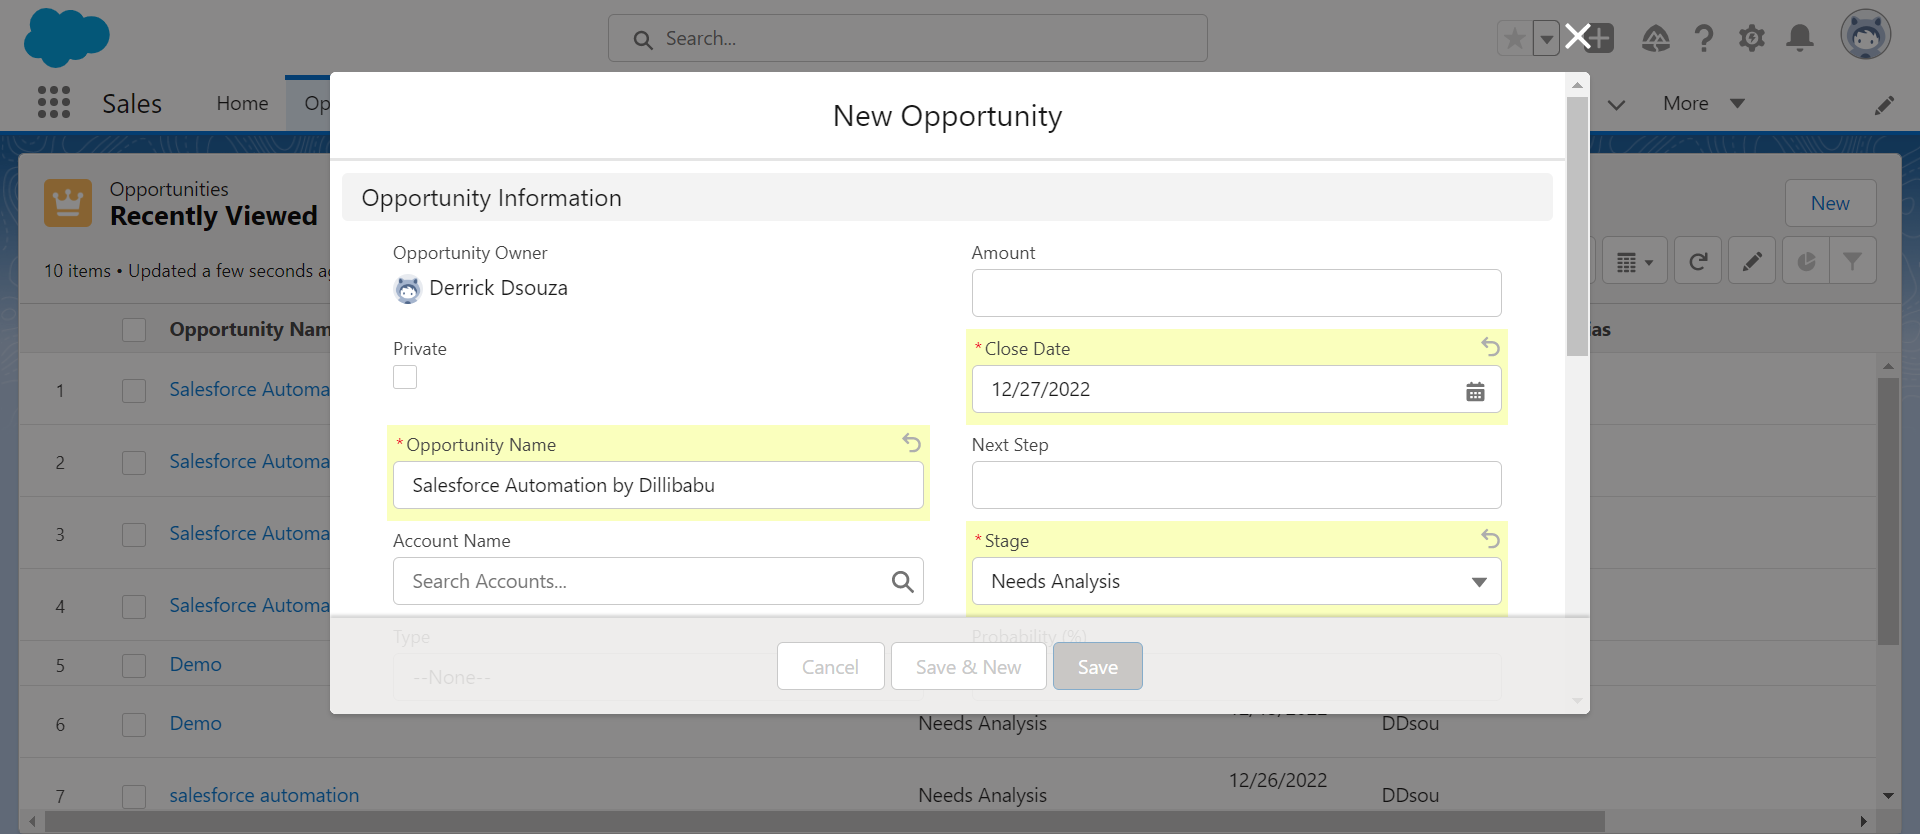 Search...
Sales
Home
Op
More
New Opportunity
Opportunities
Recently Viewed
New
10 items • Updated a few seconds a
Opportunity Information
Opportunity Owner
Derrick Dsouza
Amount
Private
*Close Date
12/27/2022
*Opportunity Name
Salesforce Automation by Dillibabu
Next Step
Account Name
Search Accounts...
*Stage
Needs Analysis
Type
--None--
Probability (%)
Cancel
Save & New
Save
Opportunity Nam
as
1 Salesforce Automa
2 Salesforce Automa
3 Salesforce Automa
4 Salesforce Automa
5 Demo
6 Demo Needs Analysis DDsou
7 salesforce automation Needs Analysis 12/26/2022 DDsou